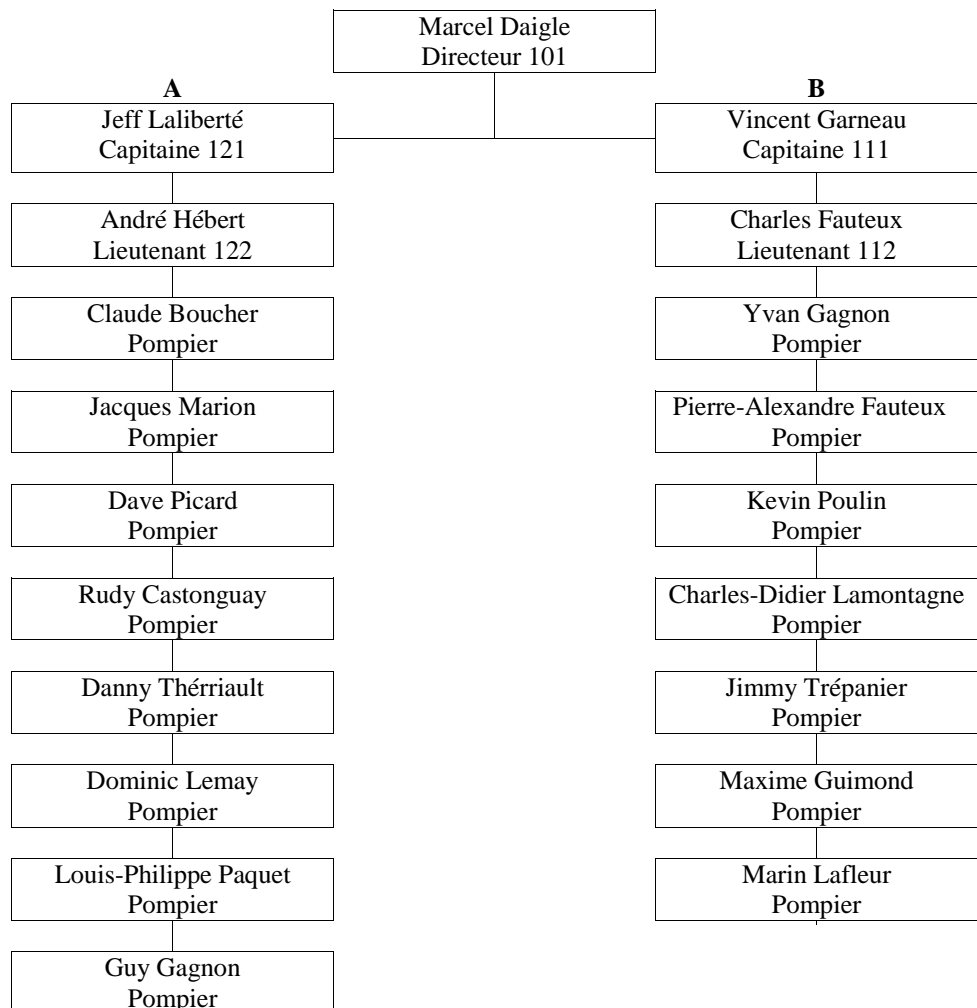 Marcel Daigle
Directeur 101
A
Jeff Laliberté
Capitaine 121
André Hébert
Lieutenant 122
Claude Boucher
Pompier
Jacques Marion
Pompier
Dave Picard
Pompier
Rudy Castonguay
Pompier
Danny Thérriault
Pompier
Dominic Lemay
Pompier
Louis-Philippe Paquet
Pompier
Guy Gagnon
Pompier
B
Vincent Garneau
Capitaine 111
Charles Fauteux
Lieutenant 112
Yvan Gagnon
Pompier
Pierre-Alexandre Fauteux
Pompier
Kevin Poulin
Pompier
Charles-Didier Lamontagne
Pompier
Jimmy Trépanier
Pompier
Maxime Guimond
Pompier
Marin Lafleur
Pompier